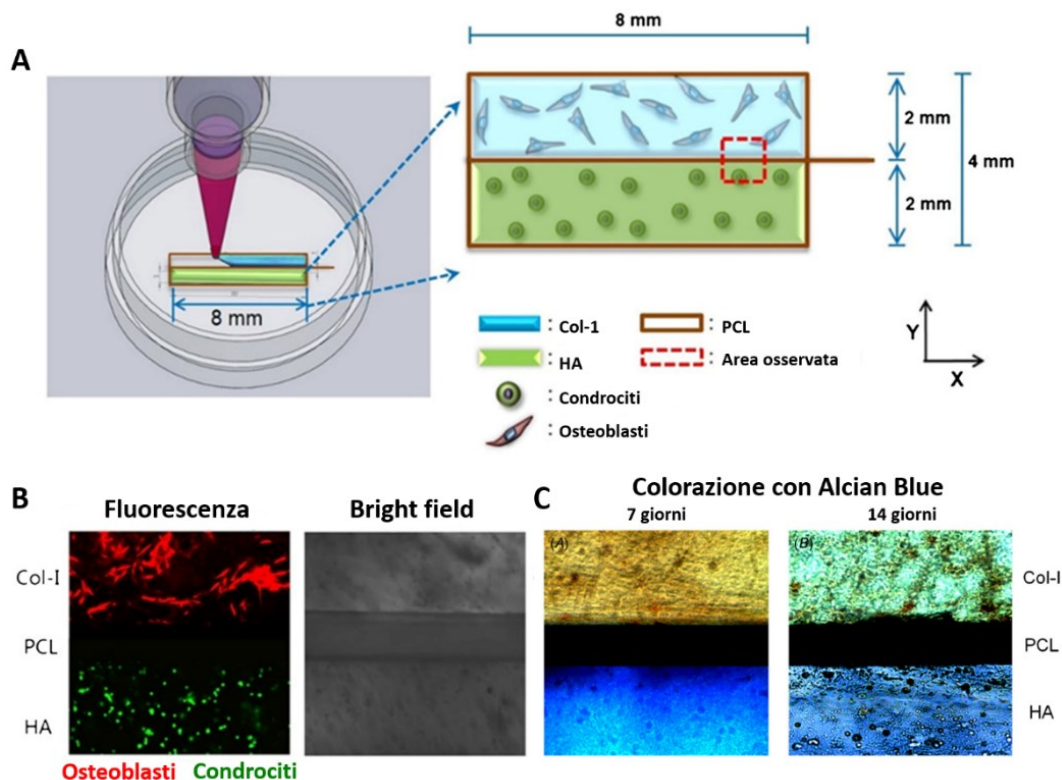 A
8 mm
2 mm
4 mm
2 mm
8 mm
: Col-1
: PCL
: HA
: Area osservata
: Condrociti
: Osteoblasti
Y
X
B
Fluorescenza
Bright field
Col-I
PCL
HA
Osteoblasti Condrociti
C
Colorazione con Alcian Blue
7 giorni
14 giorni
(A)
(B)
Col-I
PCL
HA